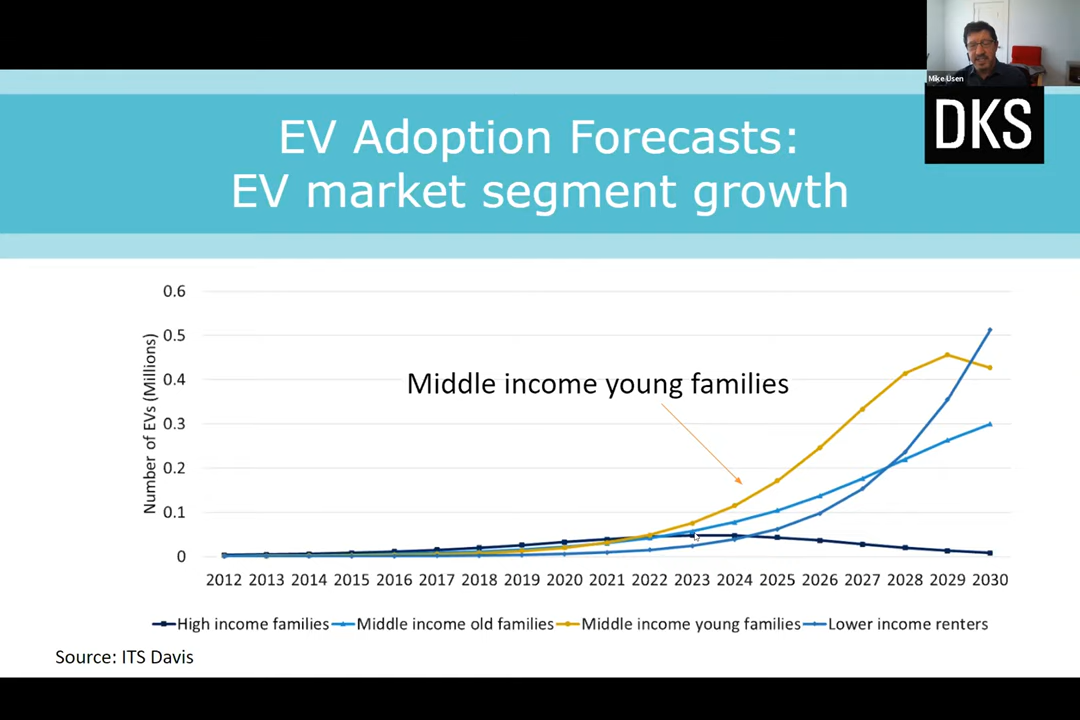 Mike Usen
DKS
EV Adoption Forecasts:
EV market segment growth
0.6
0.5
0.4
0.3
0.2
0.1
0
Number of EVs (Millions)
Middle income young families
2012 2013 2014 2015 2016 2017 2018 2019 2020 2021 2022 2023 2024 2025 2026 2027 2028 2029 2030
High income families Middle income old families Middle income young families Lower income renters
Source: ITS Davis